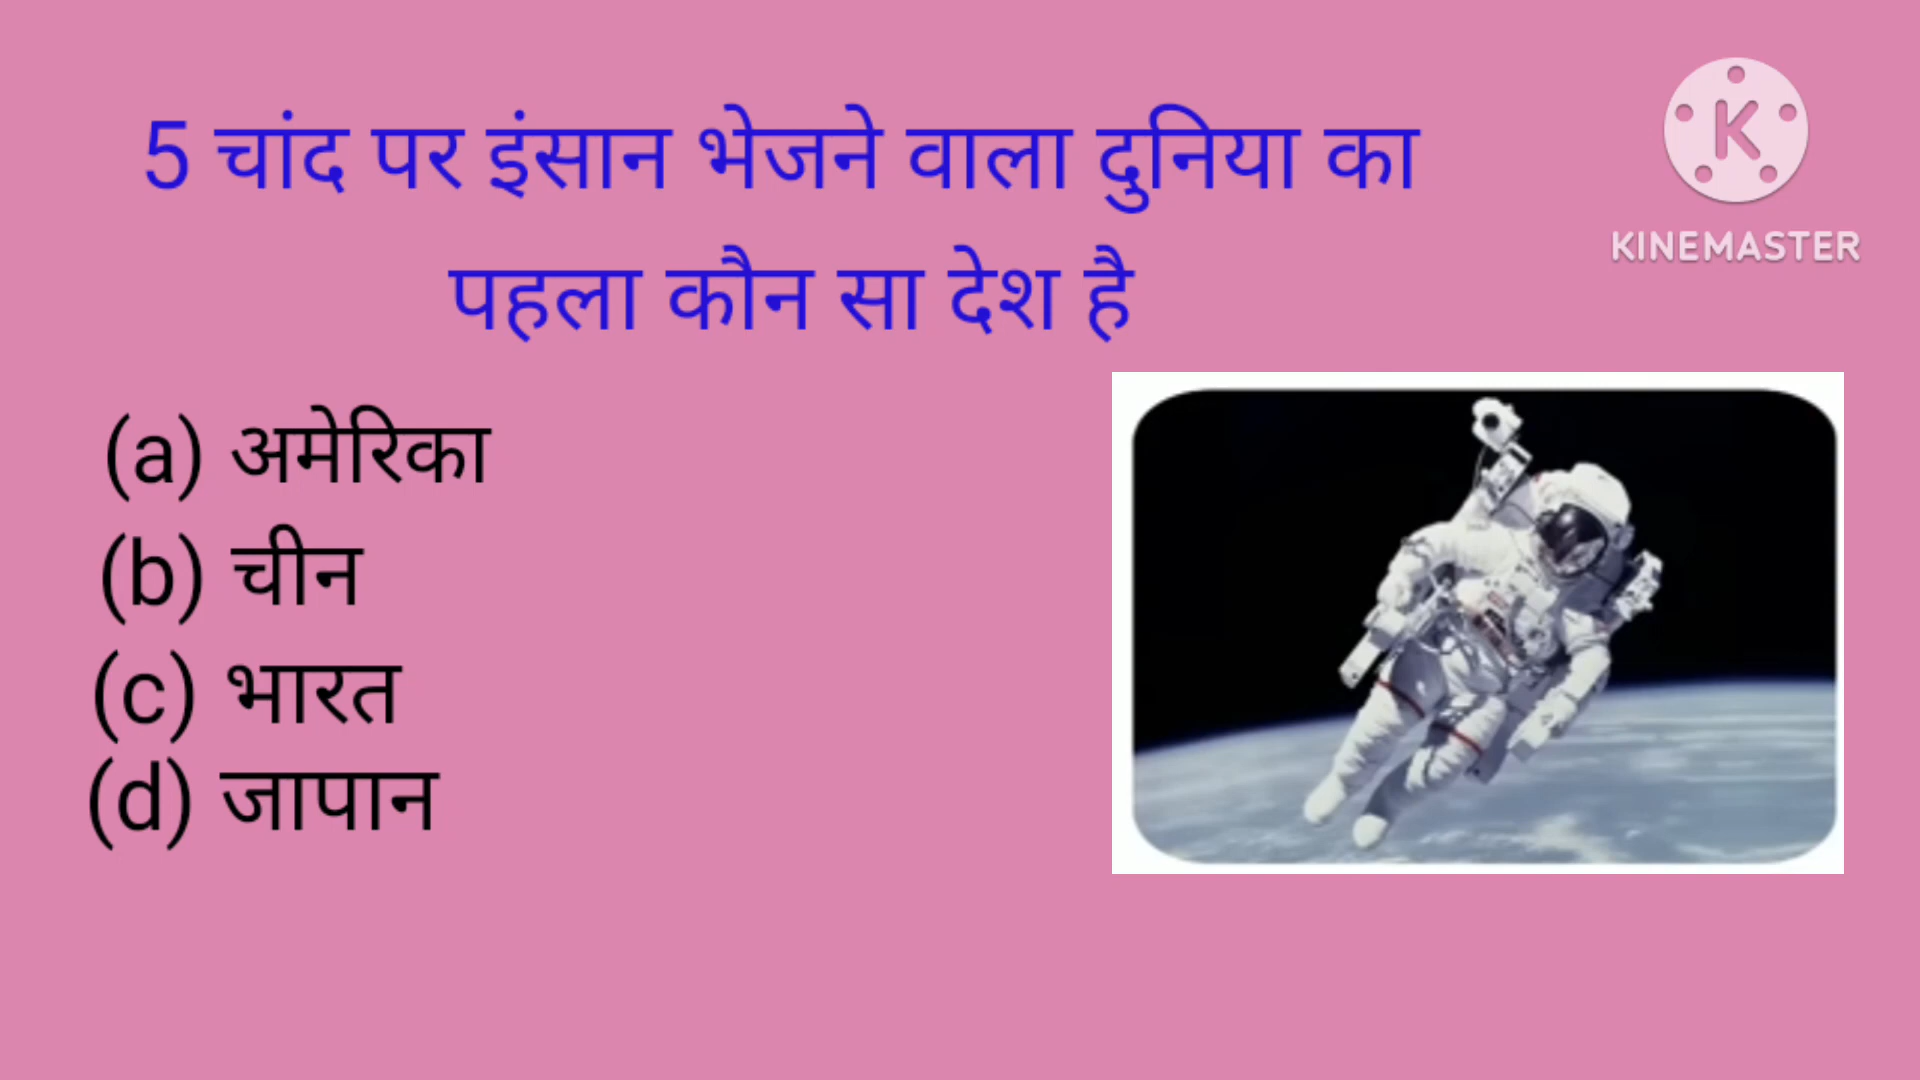 5 चांद पर इंसान भेजने वाला दुनिया का
पहला कौन सा देश है
K
KINEMASTER
(a) अमेरिका
(b) चीन
(c) भारत
(d) जापान